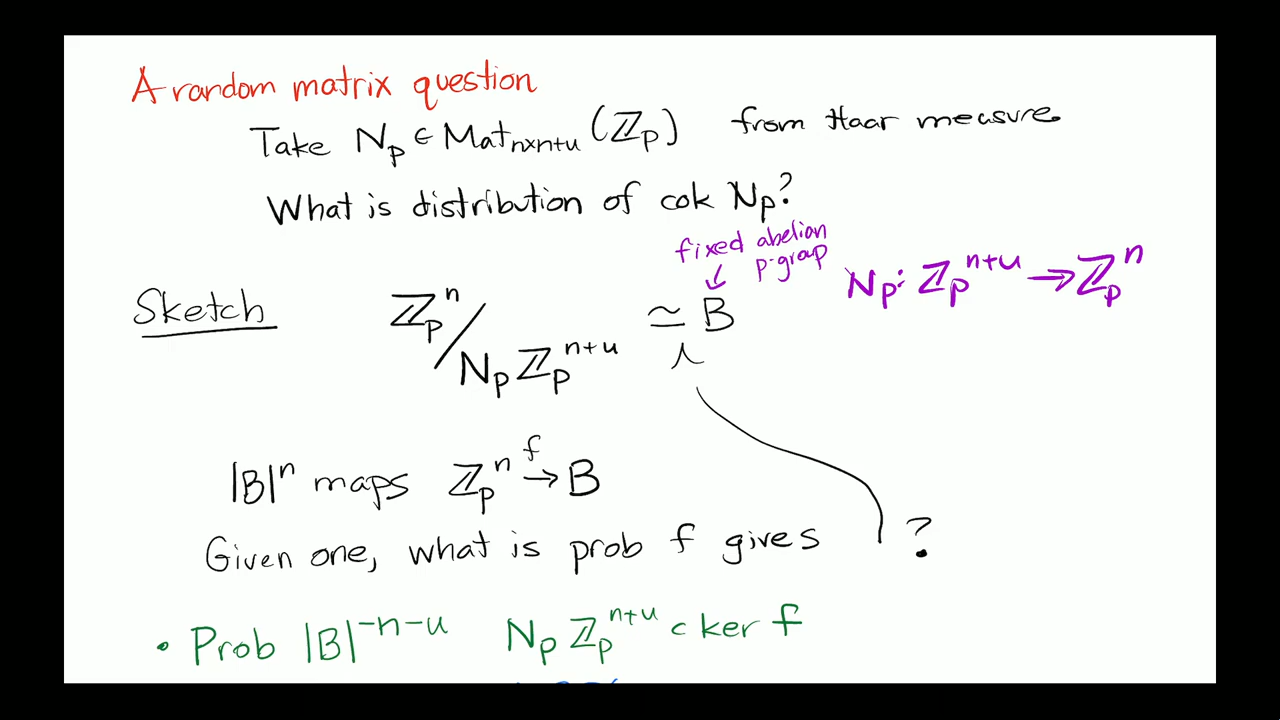 A random matrix question
Take N_p ∈ Mat_{n×n+u} (ℤ_p) from Haar measure
What is distribution of cok N_p?
fixed abelian
p-group
N_p: ℤ_p^{n+u} → ℤ_p^n
Sketch ℤ_p^n / N_p ℤ_p^{n+u} ≃ B
|B|^n maps ℤ_p^n →^f B
Given one, what is prob f gives ?
• Prob |B|^{-n-u} N_p ℤ_p^{n+u} ⊂ ker f